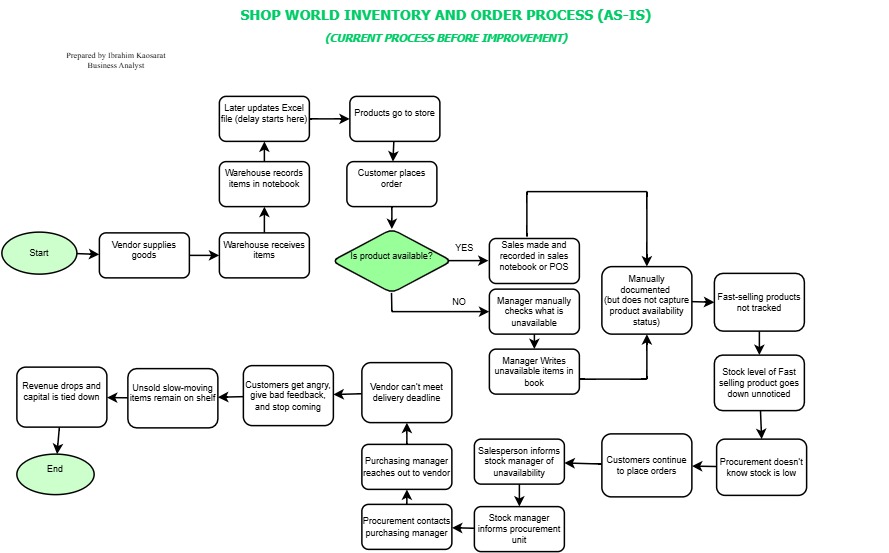 SHOP WORLD INVENTORY AND ORDER PROCESS (AS-IS)
(CURRENT PROCESS BEFORE IMPROVEMENT)
Prepared by Ibrahim Kaosarat
Business Analyst
Start
Vendor supplies
goods
Warehouse receives
items
Warehouse records
items in notebook
Later updates Excel
file (delay starts here)
Products go to store
Customer places
order
Is product available?
YES
Sales made and
recorded in sales
notebook or POS
NO
Manager manually
checks what is
unavailable
Manager Writes
unavailable items in
book
Manually
documented
(but does not capture
product availability
status)
Fast-selling products
not tracked
Stock level of Fast
selling product goes
down unnoticed
Procurement doesn't
know stock is low
Customers continue
to place orders
Salesperson informs
stock manager of
unavailability
Stock manager
informs procurement
unit
Procurement contacts
purchasing manager
Purchasing manager
reaches out to vendor
Vendor can't meet
delivery deadline
Customers get angry,
give bad feedback,
and stop coming
Unsold slow-moving
items remain on shelf
Revenue drops and
capital is tied down
End